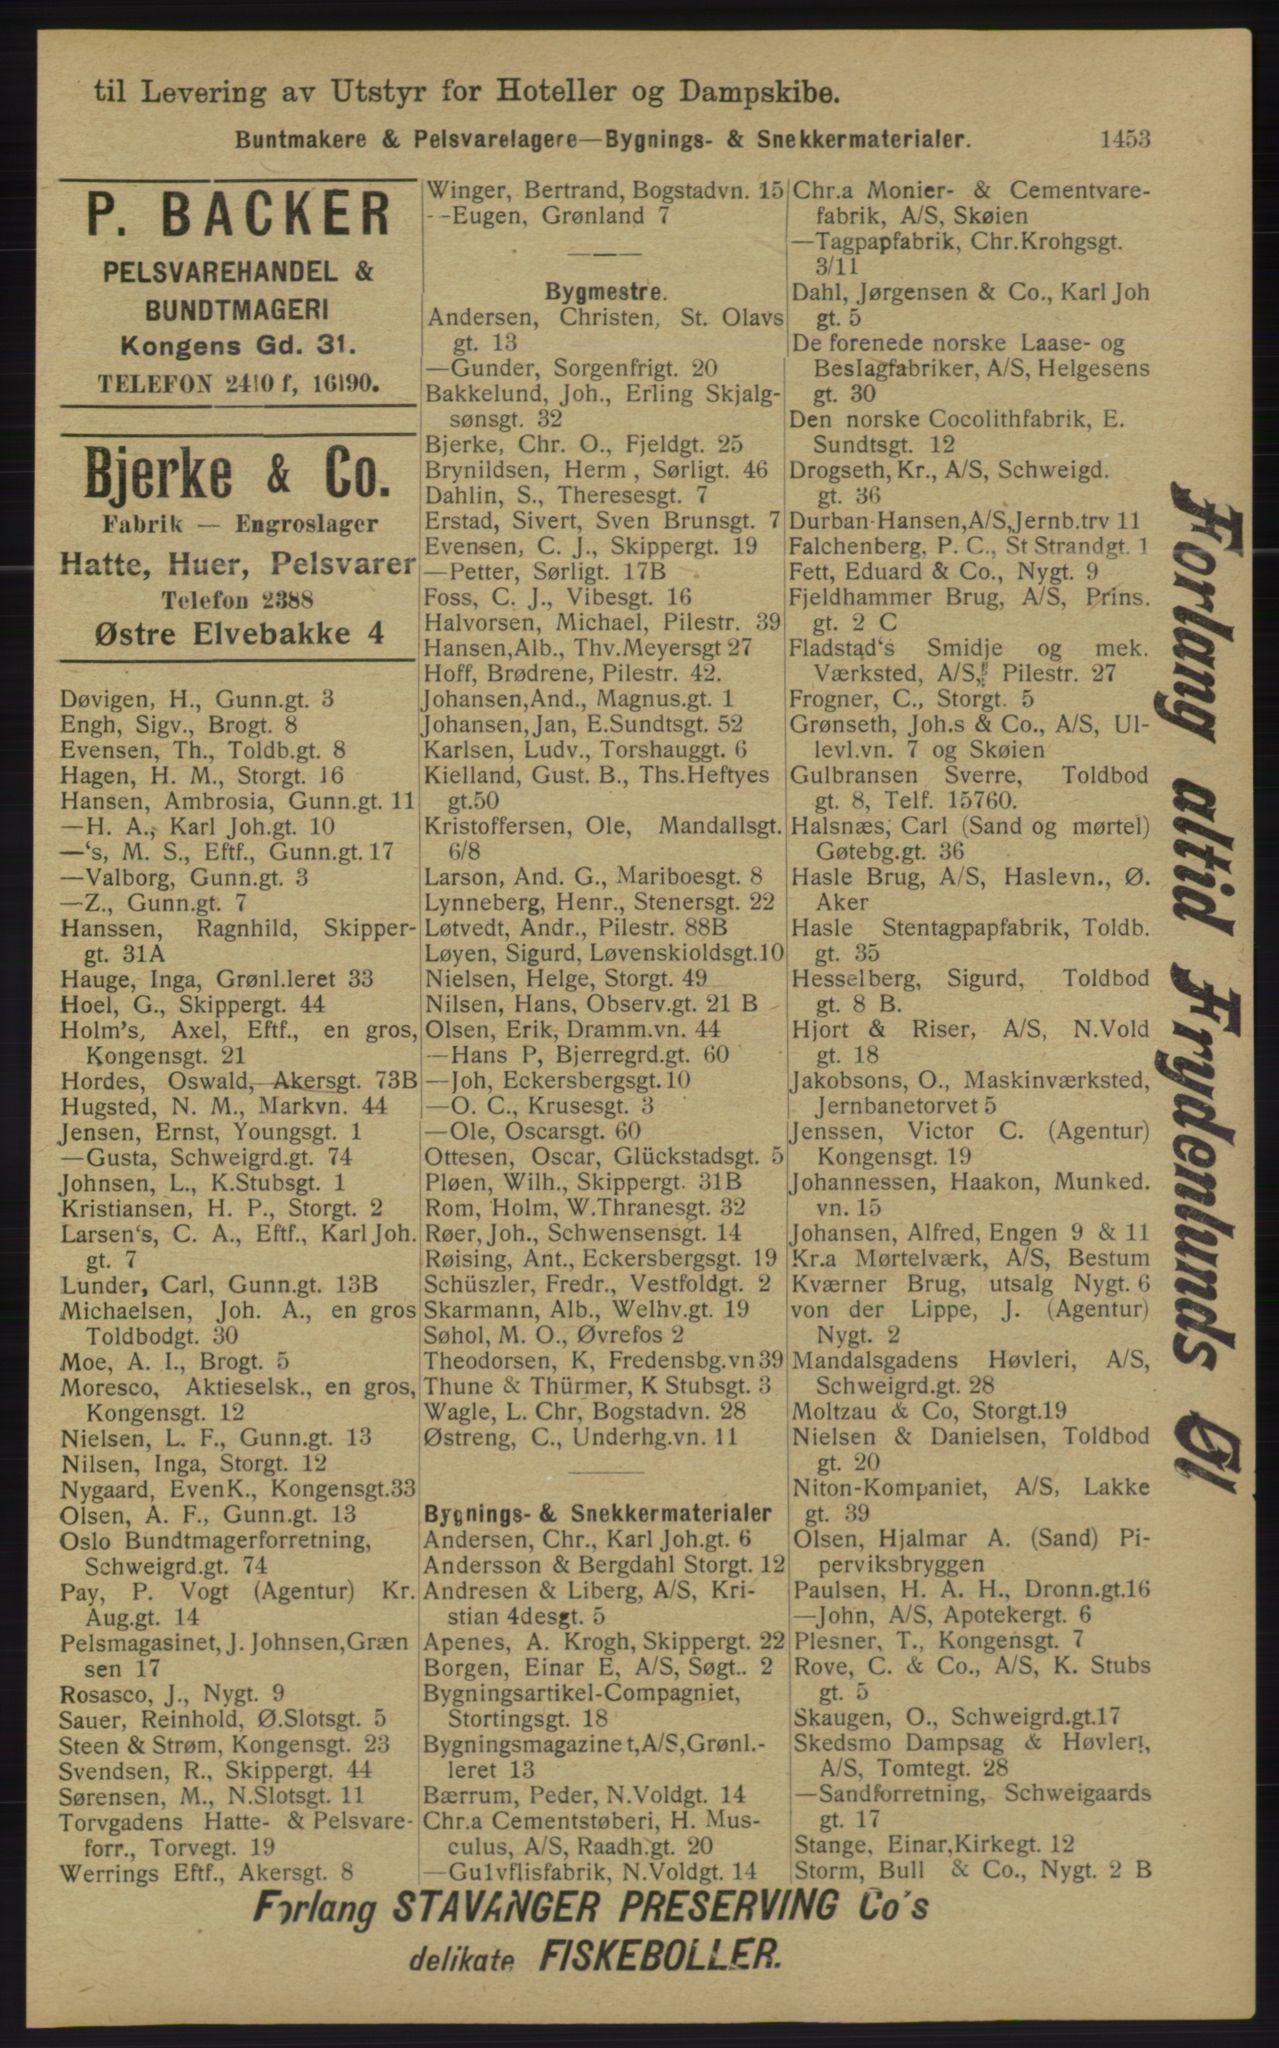 til Levering av Utstyr for Hoteller og Dampskibe.
Buntmakere & Pelsvarelagere—Bygnings- & Snekkermaterialer. 1453
P. BACKER
PELSVAREHANDEL &
BUNDTMAGERI
Kongens Gd. 31.
TELEFON 2410 f, 16190.
Bjerke & Co.
Fabrik — Engroslager
Hatte, Huer, Pelsvarer
Telefon 2388
Østre Elvebakke 4
Døvigen, H., Gunn.gt. 3
Engh, Sigv., Brogt. 8
Evensen, Th., Toldb.gt. 8
Hagen, H. M., Storgt. 16
Hansen, Ambrosia, Gunn.gt. 11
—H. A., Karl Joh.gt. 10
—‘s, M. S., Eftf., Gunn.gt. 17
—Valborg, Gunn.gt. 3
—Z., Gunn.gt. 7
Hanssen, Ragnhild, Skipper-
gt. 31A
Hauge, Inga, Grønl.leret 33
Hoel, G., Skippergt. 44
Holm's, Axel, Eftf., en gros,
Kongensgt. 21
Hordes, Oswald, Akersgt. 73B
Hugsted, N. M., Markvn. 44
Jensen, Ernst, Youngsgt. 1
—Gusta, Schweigrd.gt. 74
Johnsen, L., K.Stubsgt. 1
Kristiansen, H. P., Storgt. 2
Larsen‘s, C. A., Eftf., Karl Joh.
gt. 7
Lunder, Carl, Gunn.gt. 13B
Michaelsen, Joh. A., en gros
Toldbodgt. 30
Moe, A. I., Brogt. 5
Moresco, Aktieselsk., en gros,
Kongensgt. 12
Nielsen, L. F., Gunn.gt. 13
Nilsen, Inga, Storgt. 12
Nygaard, EvenK., Kongensgt.33
Olsen, A. F., Gunn.gt. 13
Oslo Bundtmagerforretning,
Schweigrd.gt. 74
Pay, P. Vogt (Agentur) Kr.
Aug.gt. 14
Pelsmagasinet, J. Johnsen,Græn
sen 17
Rosasco, J., Nygt. 9
Sauer, Reinhold, Ø.Slotsgt. 5
Steen & Strøm, Kongensgt. 23
Svendsen, R., Skippergt. 44
Sørensen, M., N.Slotsgt. 11
Torvgadens Hatte- & Pelsvare-
forr., Torvegt. 19
Werrings Eftf., Akersgt. 8
Winger, Bertrand, Bogstadvn. 15
--Eugen, Grønland 7
Bygmestre.
Andersen, Christen, St. Olavs
gt. 13
—Gunder, Sorgenfrigt. 20
Bakkelund, Joh., Erling Skjalg-
sønsgt. 32
Bjerke, Chr. O., Fjeldgt. 25
Brynildsen, Herm , Sørligt. 46
Dahlin, S., Theresesgt. 7
Erstad, Sivert, Sven Brunsgt. 7
Evensen, C. J., Skippergt. 19
—Petter, Sørligt. 17B
Foss, C. J., Vibesgt. 16
Halvorsen, Michael, Pilestr. 39
Hansen,Alb., Thv.Meyersgt 27
Hoff, Brødrene, Pilestr. 42.
Johansen,And., Magnus.gt. 1
Johansen,Jan, E.Sundtsgt. 52
Karlsen, Ludv., Torshauggt. 6
Kielland, Gust. B., Ths.Heftyes
gt.50
Kristoffersen, Ole, Mandallsgt.
6/8
Larson, And. G., Mariboesgt. 8
Lynneberg, Henr., Stenersgt. 22
Løtvedt, Andr., Pilestr. 88B
Løyen, Sigurd, Løvenskioldsgt.10
Nielsen, Helge, Storgt. 49
Nilsen, Hans, Observ.gt. 21 B
Olsen, Erik, Dramm.vn. 44
—Hans P, Bjerregrd.gt. 60
—Joh, Eckersbergsgt. 10
—O. C., Krusesgt. 3
—Ole, Oscarsgt. 60
Ottesen, Oscar, Glückstadsgt. 5
Pløen, Wilh., Skippergt. 31B
Rom, Holm, W.Thranesgt. 32
Røer, Joh., Schwensensgt. 14
Røising, Ant., Eckersbergsgt. 19
Schüszler, Fredr., Vestfoldgt. 2
Skarmann, Alb., Welhv.gt. 19
Søhol, M. O., Øvrefos 2
Theodorsen, K, Fredensbg.vn39
Thune & Thürmer, K Stubsgt. 3
Wagle, L. Chr, Bogstadvn. 28
Østreng, C., Underhg.vn. 11
Bygnings- & Snekkermaterialer
Andersen, Chr., Karl Joh.gt. 6
Andersson & Bergdahl Storgt. 12
Andresen & Liberg, A/S, Kri-
stian 4desgt. 5
Apenes, A. Krogh, Skippergt. 22
Borgen, Einar E, A/S, Søgt.. 2
Bygningsartikel-Compagniet,
Stortingsgt. 18
Bygningsmagazinet,A/S,Grønl.-
leret 13
Bærrum, Peder, N.Voldgt. 14
Chr.a Cementstøberi, H. Mus-
culus, A/S, Raadh.gt. 20
—Gulvflisfabrik, N.Voldgt. 14
Chr.a Monier- & Cementvare-
fabrik, A/S, Skøien
—Tagpapfabrik, Chr.Krohgsgt.
3/11
Dahl, Jørgensen & Co., Karl Joh
gt. 5
De forenede norske Laase- og
Beslagfabriker, A/S, Helgesens
gt. 30
Den norske Cocolithfabrik, E.
Sundtsgt. 12
Drogseth, Kr., A/S, Schweigd.
gt. 36
Durban-Hansen,A/S,Jernb.trv 11
Falchenberg, P. C., St Strandgt. 1
Fett, Eduard & Co., Nygt. 9
Fjeldhammer Brug, A/S, Prins.
gt. 2 C
Fladstad‘s Smidje og mek.
Værksted, A/S, Pilestr. 27
Frogner, C., Storgt. 5
Grønseth, Joh.s & Co., A/S, Ul-
levl.vn. 7 og Skøien
Gulbransen Sverre, Toldbod
gt. 8, Telf. 15760.
Halsnæs, Carl (Sand og mørtel)
Gøtebg.gt. 36
Hasle Brug, A/S, Haslevn., Ø.
Aker
Hasle Stentagpapfabrik, Toldb.
gt. 35
Hesselberg, Sigurd, Toldbod
gt. 8 B.
Hjort & Riser, A/S, N.Vold
gt. 18
Jakobsons, O., Maskinværksted,
Jernbanetorvet 5
Jenssen, Victor C. (Agentur)
Kongensgt. 19
Johannessen, Haakon, Munked.
vn. 15
Johansen, Alfred, Engen 9 & 11
Kr.a Mørtelværk, A/S, Bestum
Kværner Brug, utsalg Nygt. 6
von der Lippe, J. (Agentur)
Nygt. 2
Mandalsgadens Høvleri, A/S,
Schweigrd.gt. 28
Moltzau & Co, Storgt.19
Nielsen & Danielsen, Toldbod
gt. 20
Niton-Kompaniet, A/S, Lakke
gt. 39
Olsen, Hjalmar A. (Sand) Pi-
perviksbryggen
Paulsen, H. A. H., Dronn.gt.16
—John, A/S, Apotekergt. 6
Plesner, T., Kongensgt. 7
Rove, C. & Co., A/S, K. Stubs
gt. 5
Skaugen, O., Schweigrd.gt.17
Skedsmo Dampsag & Høvleri,
A/S, Tomtegt. 28
—Sandforretning, Schweigaards
gt. 17
Stange, Einar,Kirkegt. 12
Storm, Bull & Co., Nygt. 2 B
Forlang altid Frydenlunds Øl
Forlang STAVANGER PRESERVING Co's
delikate FISKEBOLLER.